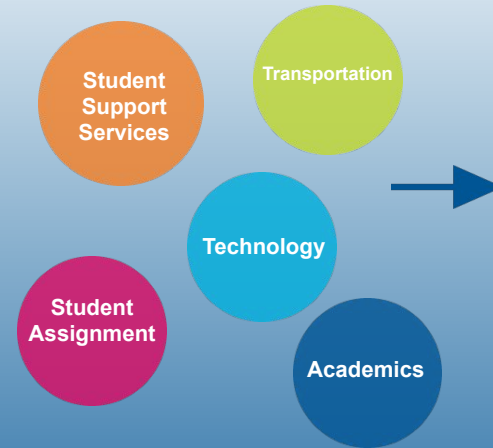 Student
Support
Services
Transportation
Technology
Student
Assignment
Academics